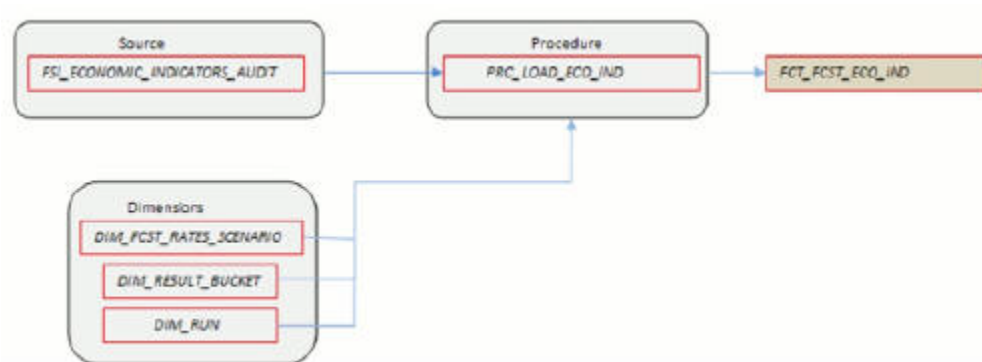 Source
FSI_ECONOMIC_INDICATORS_AUDIT
Procedure
PRC_LOAD_ECO_IND
FCT_FCST_ECO_IND
Dimensions
DIM_FCST_RATES_SCENARIO
DIM_RESULT_BUCKET
DIM_RUN